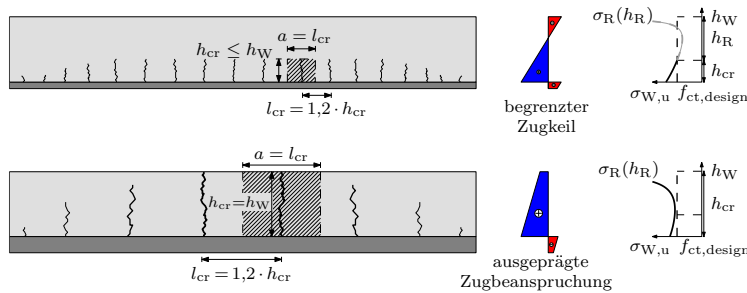 a = l_cr
h_cr ≤ h_W
l_cr = 1,2 · h_cr
begrenzter
Zugkeil
σ_R(h_R)
h_W
h_R
h_cr
σ_W,u f_ct,design
a = l_cr
h_cr=h_W
l_cr = 1,2 · h_cr
ausgeprägte
Zugbeanspruchung
σ_R(h_R)
h_W
h_cr
σ_W,u f_ct,design